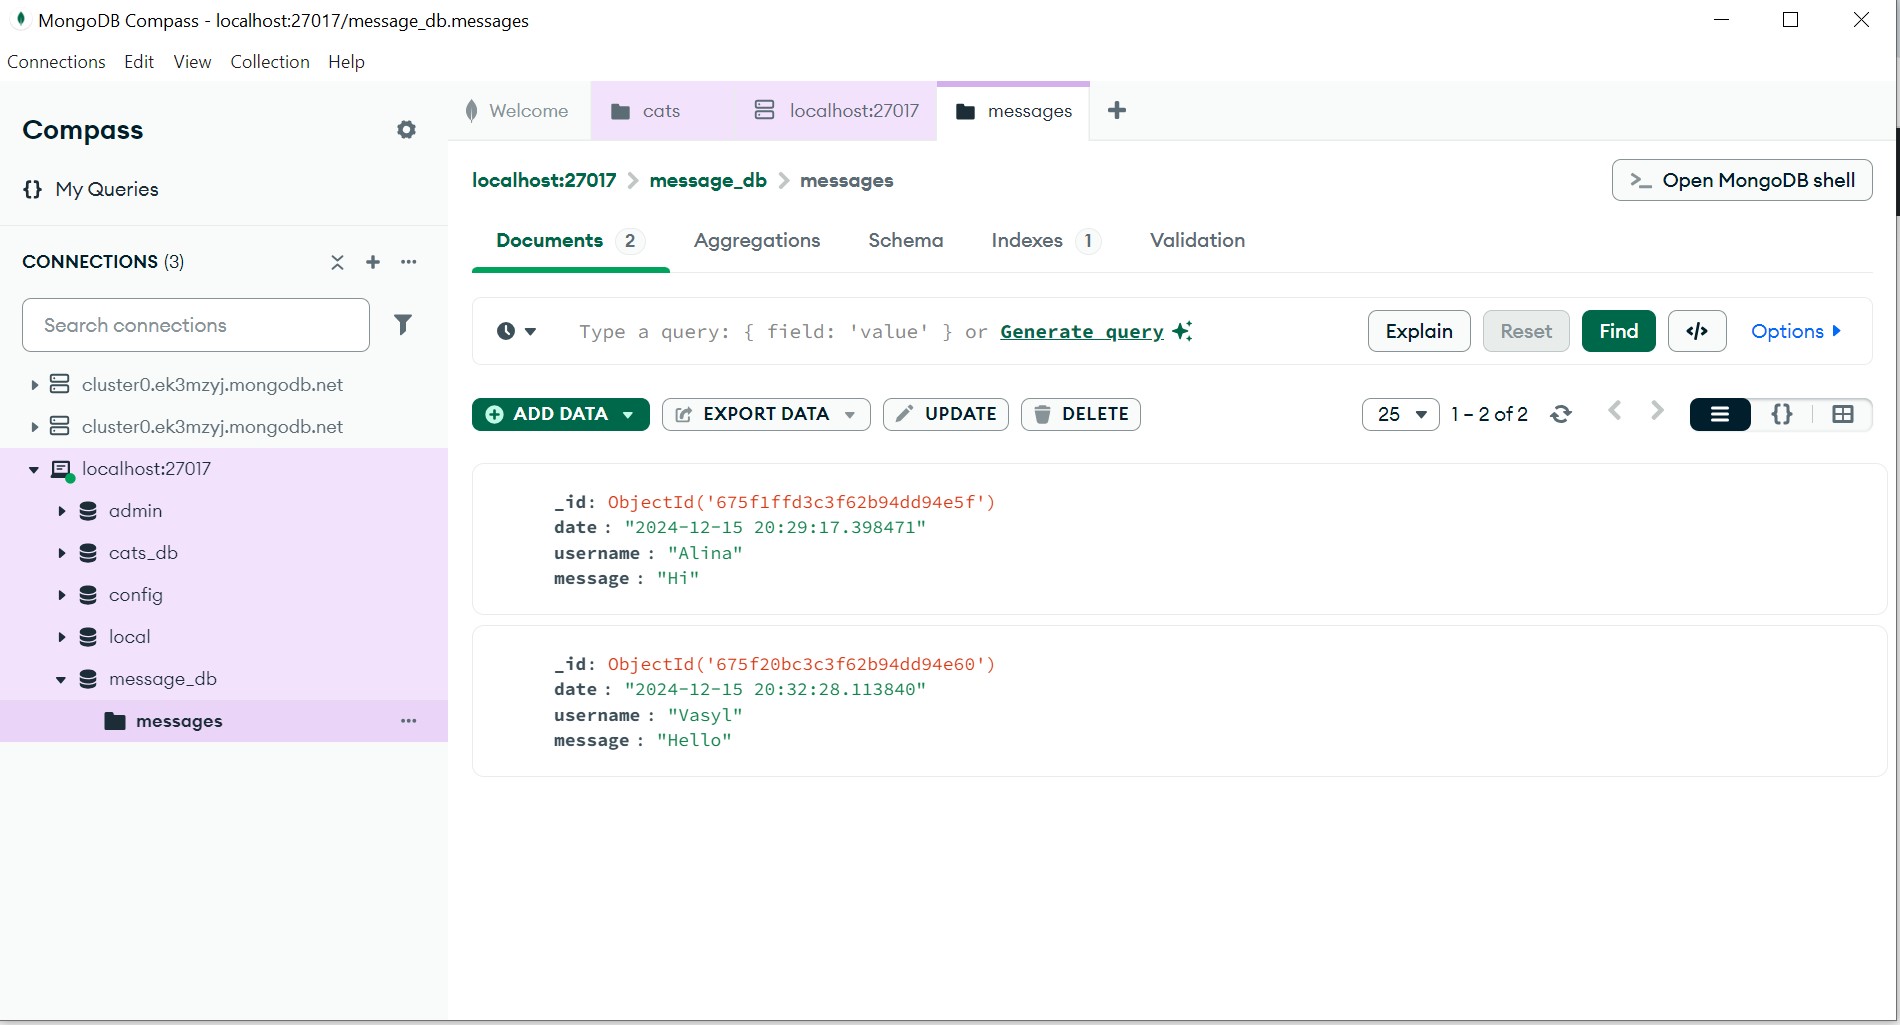 MongoDB Compass - localhost:27017/message_db.messages
Connections Edit View Collection Help
Compass
My Queries
CONNECTIONS (3)
Search connections
cluster0.ek3mzyj.mongodb.net
cluster0.ek3mzyj.mongodb.net
localhost:27017
admin
cats_db
config
local
message_db
messages
Welcome cats localhost:27017 messages
localhost:27017 > message_db > messages
>_ Open MongoDB shell
Documents 2 Aggregations Schema Indexes 1 Validation
Type a query: { field: 'value' } or Generate query
Explain Reset Find </> Options
ADD DATA EXPORT DATA UPDATE DELETE
25 1 – 2 of 2 {}
_id: ObjectId('675f1ffd3c3f62b94dd94e5f')
date : "2024-12-15 20:29:17.398471"
username : "Alina"
message : "Hi"
_id: ObjectId('675f20bc3c3f62b94dd94e60')
date : "2024-12-15 20:32:28.113840"
username : "Vasyl"
message : "Hello"